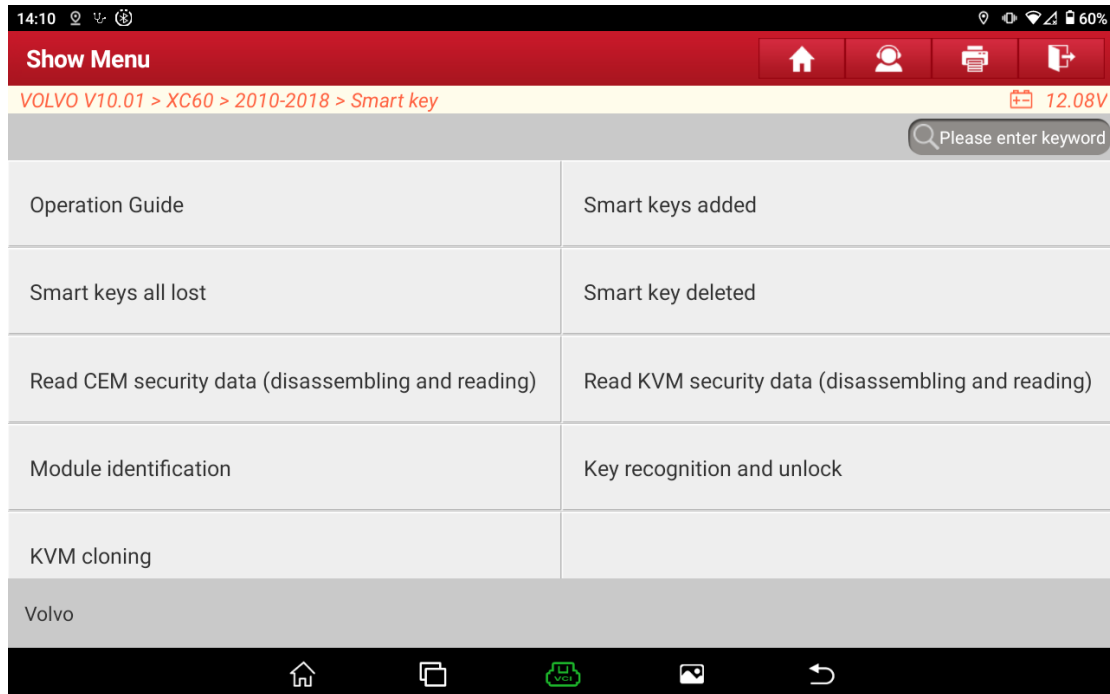 14:10
60%
Show Menu
VOLVO V10.01 > XC60 > 2010-2018 > Smart key
12.08V
Please enter keyword
Operation Guide
Smart keys added
Smart keys all lost
Smart key deleted
Read CEM security data (disassembling and reading)
Read KVM security data (disassembling and reading)
Module identification
Key recognition and unlock
KVM cloning
Volvo
VCI